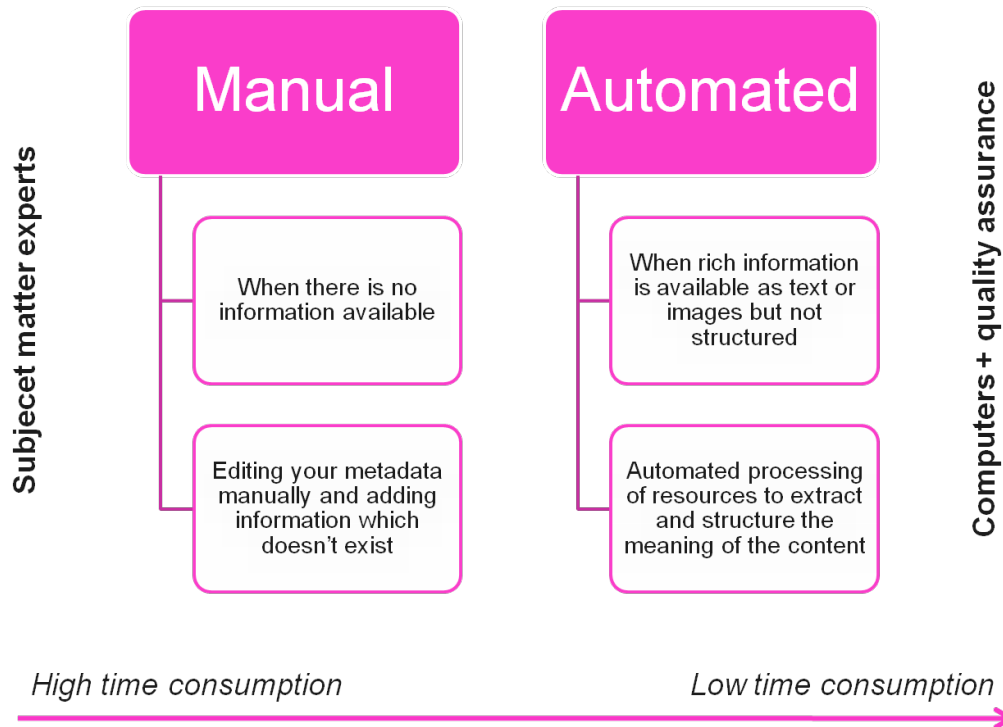 Manual
Automated
Subjecet matter experts
When there is no
information available
Editing your metadada
manually and adding
information which
doesn't exist
When rich information
is available as text or
images but not
structured
Automated processing
of resources to extract
and structure the
meaning of the content
Computers + quality assurance
High time consumption
Low time consumption